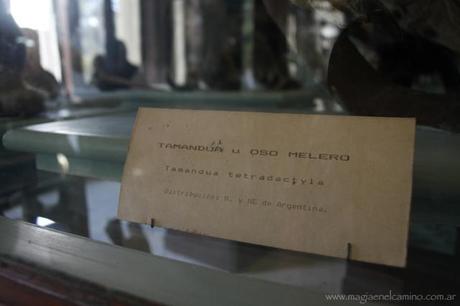 TAMANDUÁ u OSO MELERO
Tamandua tetradactyla
Distribución: N. y NE de Argentina.
www.magiaenelcamino.com.ar